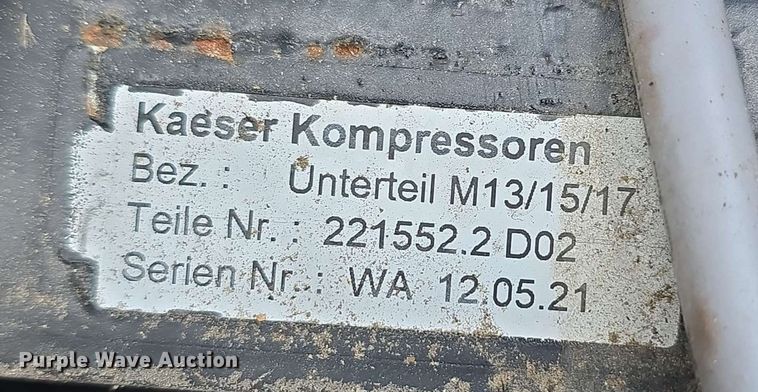 Kaeser Kompressoren
Bez. : Unterteil M13/15/17
Teile Nr. : 221552.2 D02
Serien Nr. : WA 12.05.21
Purple Wave Auction